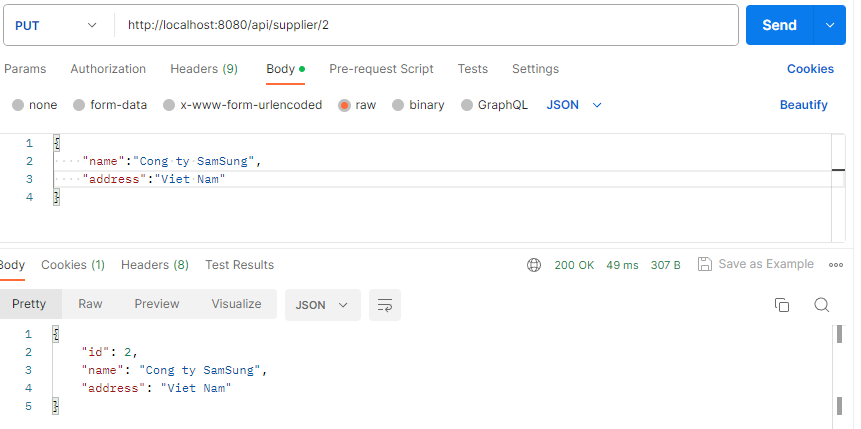 PUT http://localhost:8080/api/supplier/2 Send
Params Authorization Headers (9) Body Pre-request Script Tests Settings Cookies
none form-data x-www-form-urlencoded raw binary GraphQL JSON Beautify
1 {
2 "name":"Cong ty SamSung",
3 "address":"Viet Nam"
4 }
Body Cookies (1) Headers (8) Test Results 200 OK 49 ms 307 B Save as Example
Pretty Raw Preview Visualize JSON
1 {
2 "id": 2,
3 "name": "Cong ty SamSung",
4 "address": "Viet Nam"
5 }